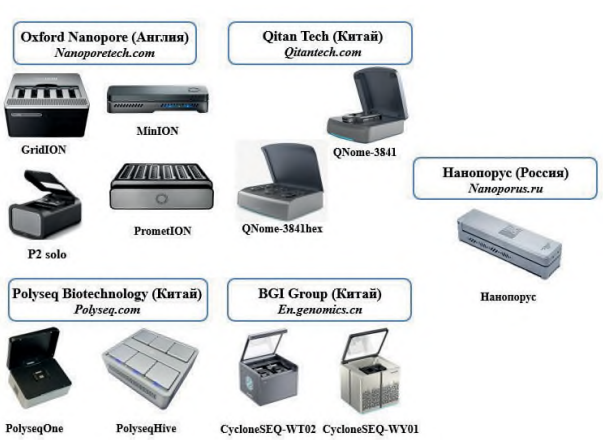 Oxford Nanopore (Англия)
Nanoporetech.com
GridION
MinION
P2 solo
PrometION
Qitan Tech (Китай)
Qitantech.com
QNome-3841
QNome-3841hex
Нанопорус (Россия)
Nanoporus.ru
Нанопорус
Polyseq Biotechnology (Китай)
Polyseq.com
PolyseqOne
PolyseqHive
BGI Group (Китай)
En.genomics.cn
CycloneSEQ-WT02
CycloneSEQ-WY01